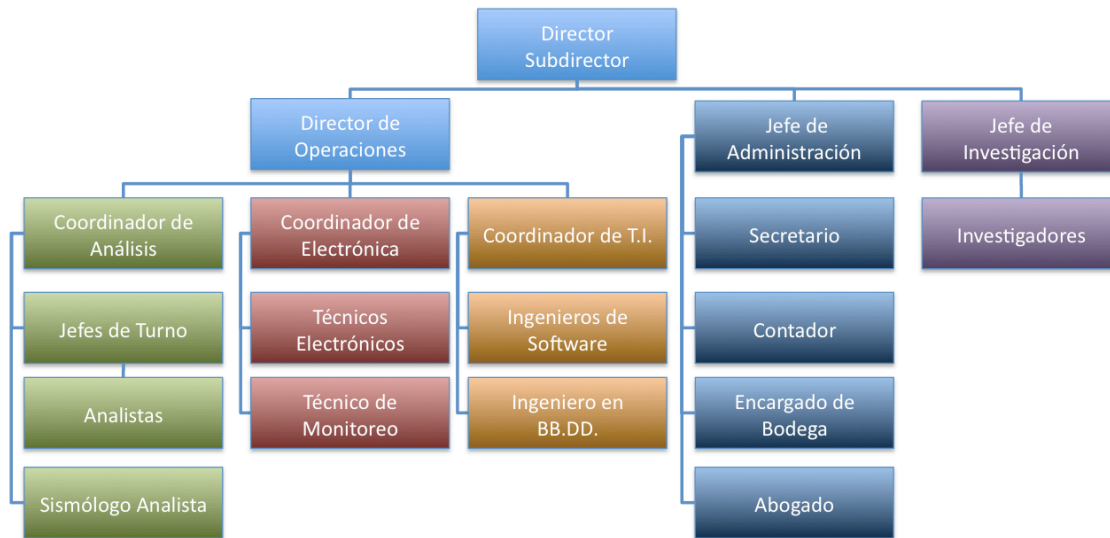 Director
Subdirector
Director de
Operaciones
Jefe de
Administración
Jefe de
Investigación
Coordinador de
Análisis
Coordinador de
Electrónica
Coordinador de T.I.
Secretario
Investigadores
Jefes de Turno
Técnicos
Electrónicos
Ingenieros de
Software
Contador
Analistas
Técnico de
Monitoreo
Ingeniero en
BB.DD.
Encargado de
Bodega
Sismólogo Analista
Abogado